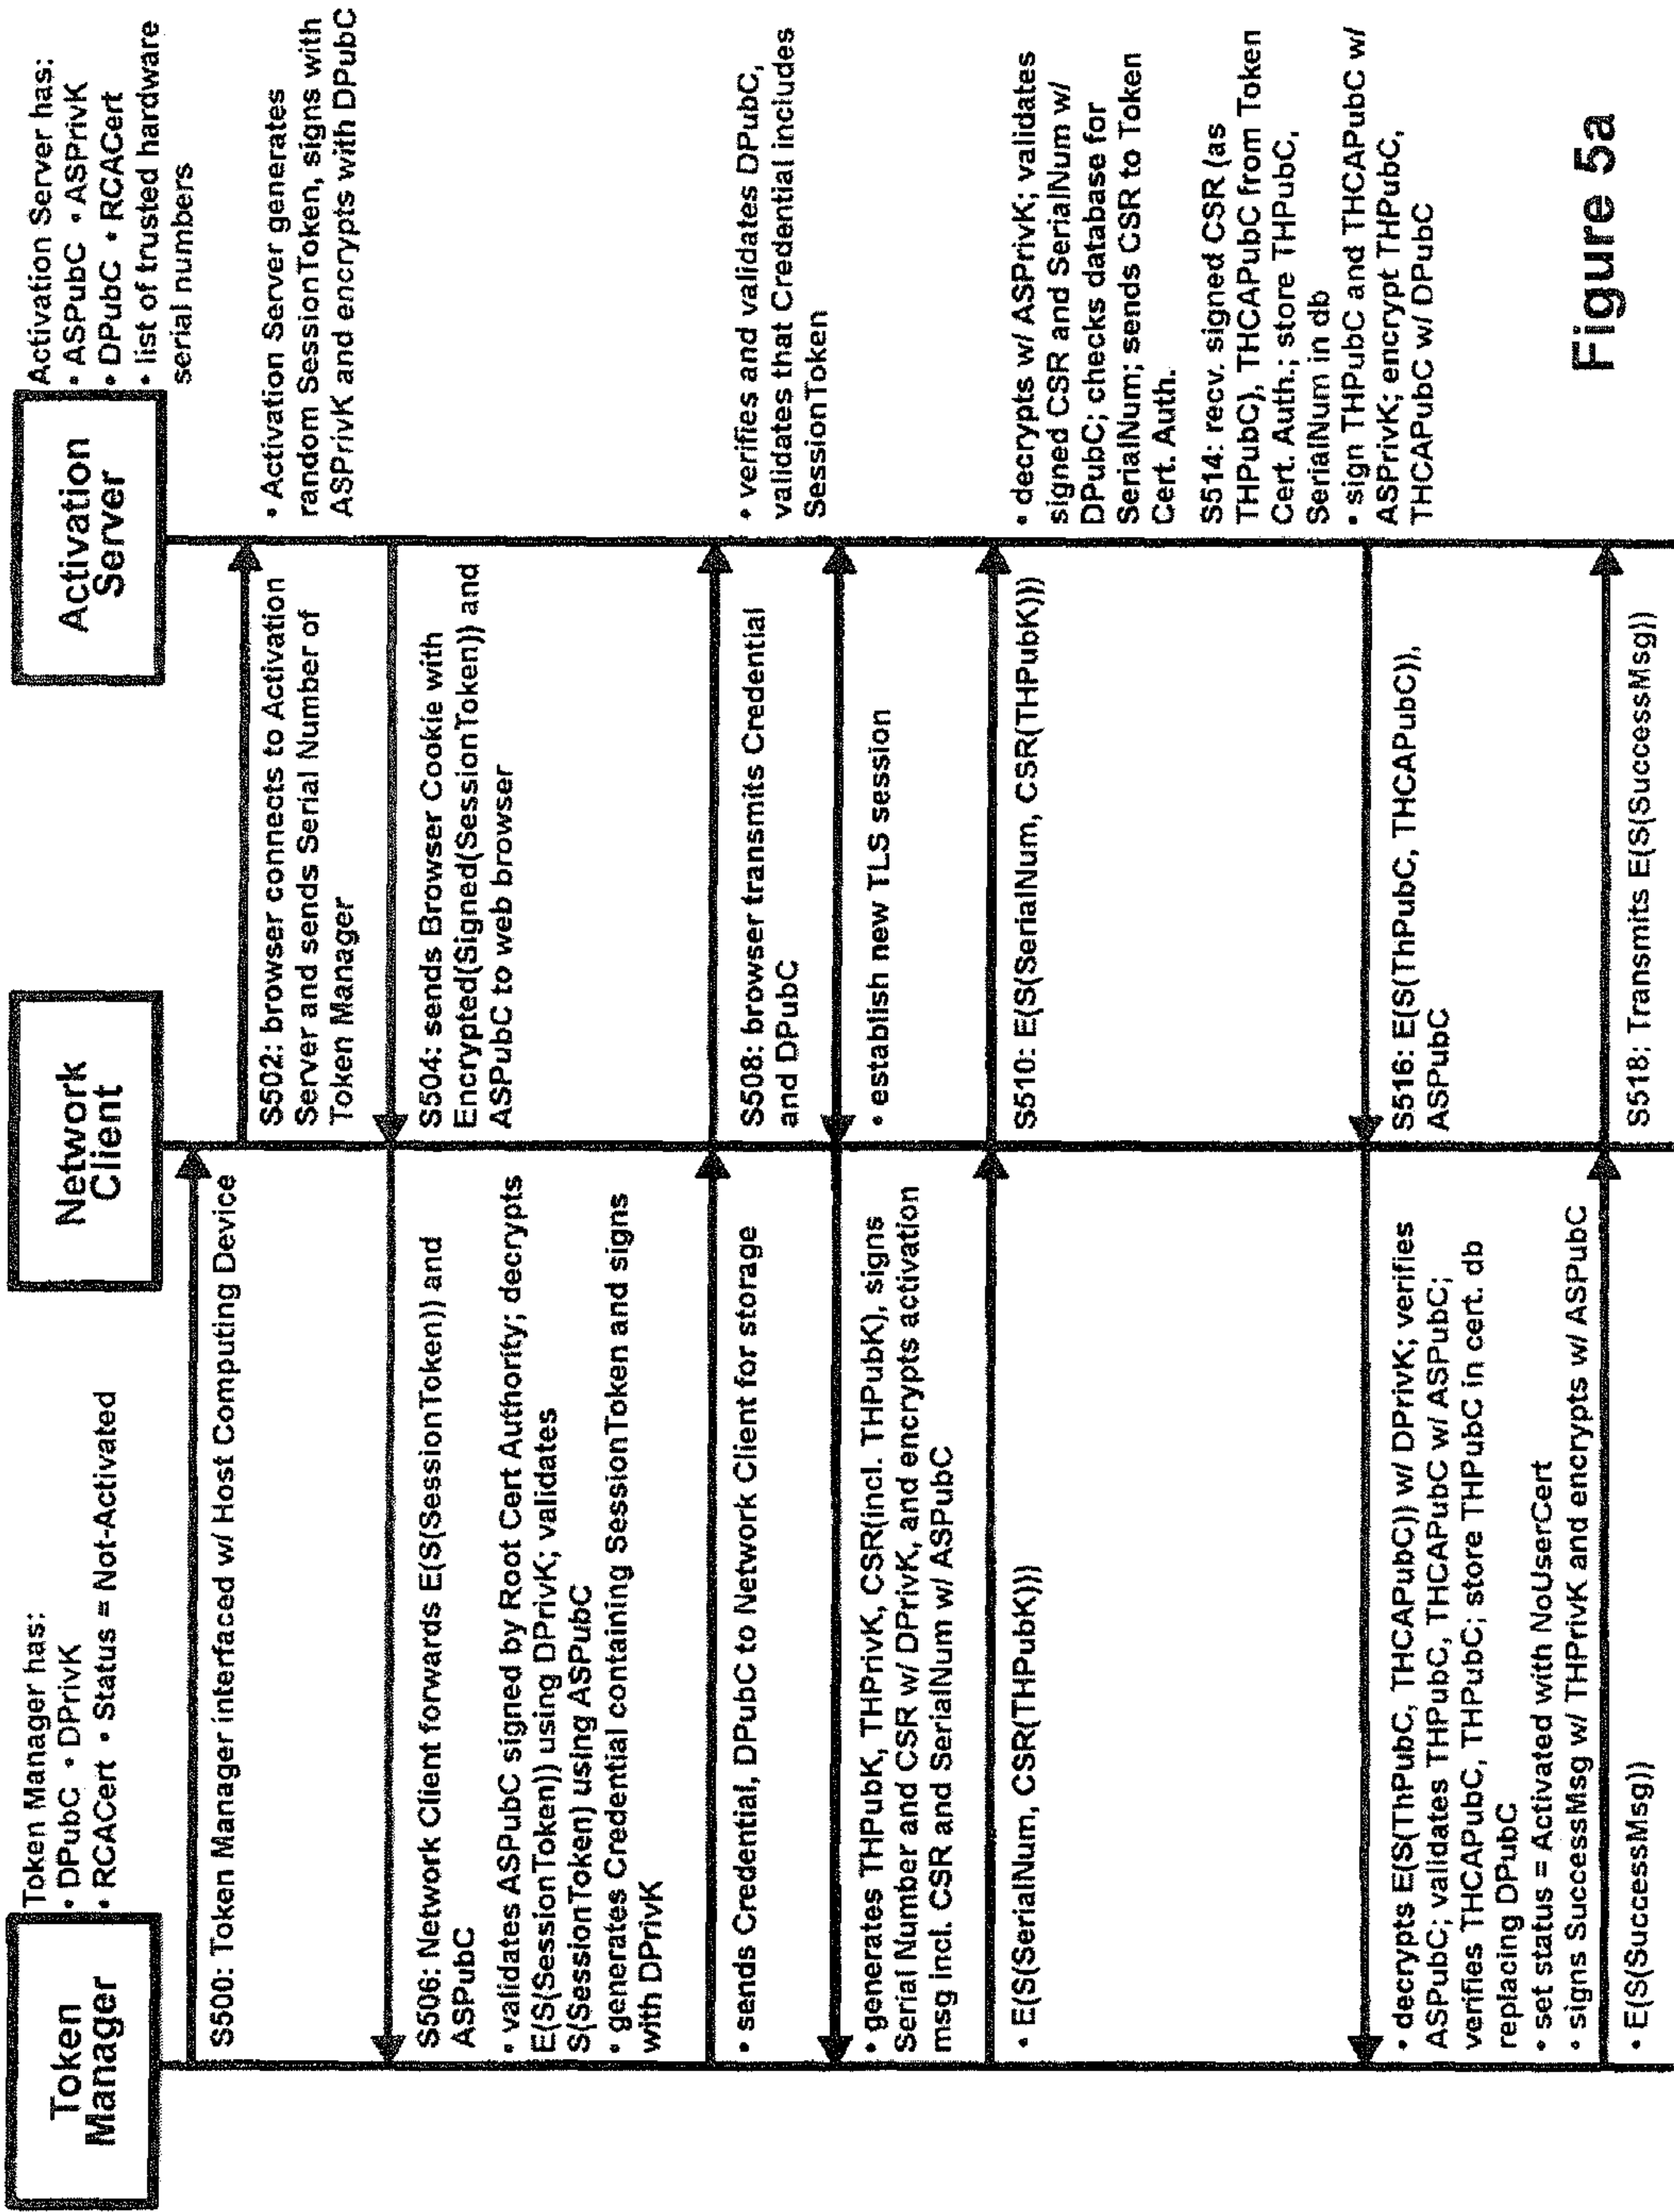 Token
Manager
Token Manager has:
• DPubC • DPrivK
• RCACert • Status = Not-Activated
Network
Client
Activation
Server
Activation Server has:
• ASPubC • ASPrivK
• DPubC • RCACert
• list of trusted hardware
serial numbers
S500: Token Manager interfaced w/ Host Computing Device
S502: browser connects to Activation
Server and sends Serial Number of
Token Manager
• Activation Server generates
random SessionToken, signs with
ASPrivK and encrypts with DPubC
S504: sends Browser Cookie with
Encrypted(Signed(SessionToken)) and
ASPubC to web browser
S506: Network Client forwards E(S(SessionToken)) and
ASPubC
• validates ASPubC signed by Root Cert Authority; decrypts
E(S(SessionToken)) using DPrivK; validates
S(SessionToken) using ASPubC
• generates Credential containing SessionToken and signs
with DPrivK
• sends Credential, DPubC to Network Client for storage
S508: browser transmits Credential
and DPubC
• verifies and validates DPubC,
validates that Credential includes
SessionToken
• establish new TLS session
• generates THPubK, THPrivK, CSR(incl. THPubK), signs
Serial Number and CSR w/ DPrivK, and encrypts activation
msg incl. CSR and SerialNum w/ ASPubC
• E(S(SerialNum, CSR(THPubK)))
S510: E(S(SerialNum, CSR(THPubK)))
• decrypts w/ ASPrivK; validates
signed CSR and SerialNum w/
DPubC; checks database for
SerialNum; sends CSR to Token
Cert. Auth.
S514: recv. signed CSR (as
THPubC), THCAPubC from Token
Cert. Auth.; store THPubC,
SerialNum in db
• sign THPubC and THCAPubC w/
ASPrivK; encrypt THPubC,
THCAPubC w/ DPubC
S516: E(S(ThPubC, THCAPubC)),
ASPubC
• decrypts E(S(ThPubC, THCAPubC)) w/ DPrivK; verifies
ASPubC; validates THPubC, THCAPubC w/ ASPubC;
verifies THCAPubC, THPubC; store THPubC in cert. db
replacing DPubC
• set status = Activated with NoUserCert
• signs SuccessMsg w/ THPrivK and encrypts w/ ASPubC
• E(S(SuccessMsg))
S518: Transmits E(S(SuccessMsg))
Figure 5a